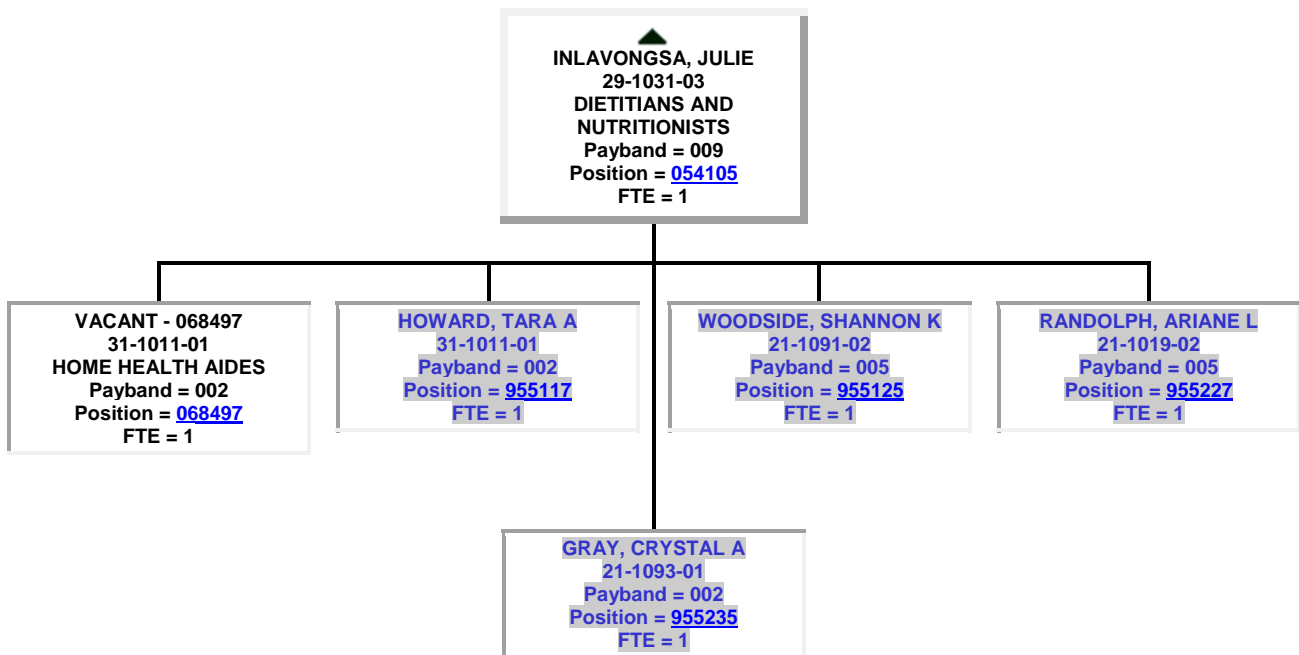 INLAVONGSA, JULIE
29-1031-03
DIETITIANS AND
NUTRITIONISTS
Payband = 009
Position = 054105
FTE = 1
VACANT - 068497
31-1011-01
HOME HEALTH AIDES
Payband = 002
Position = 068497
FTE = 1
HOWARD, TARA A
31-1011-01
Payband = 002
Position = 955117
FTE = 1
WOODSIDE, SHANNON K
21-1091-02
Payband = 005
Position = 955125
FTE = 1
RANDOLPH, ARIANE L
21-1019-02
Payband = 005
Position = 955227
FTE = 1
GRAY, CRYSTAL A
21-1093-01
Payband = 002
Position = 955235
FTE = 1